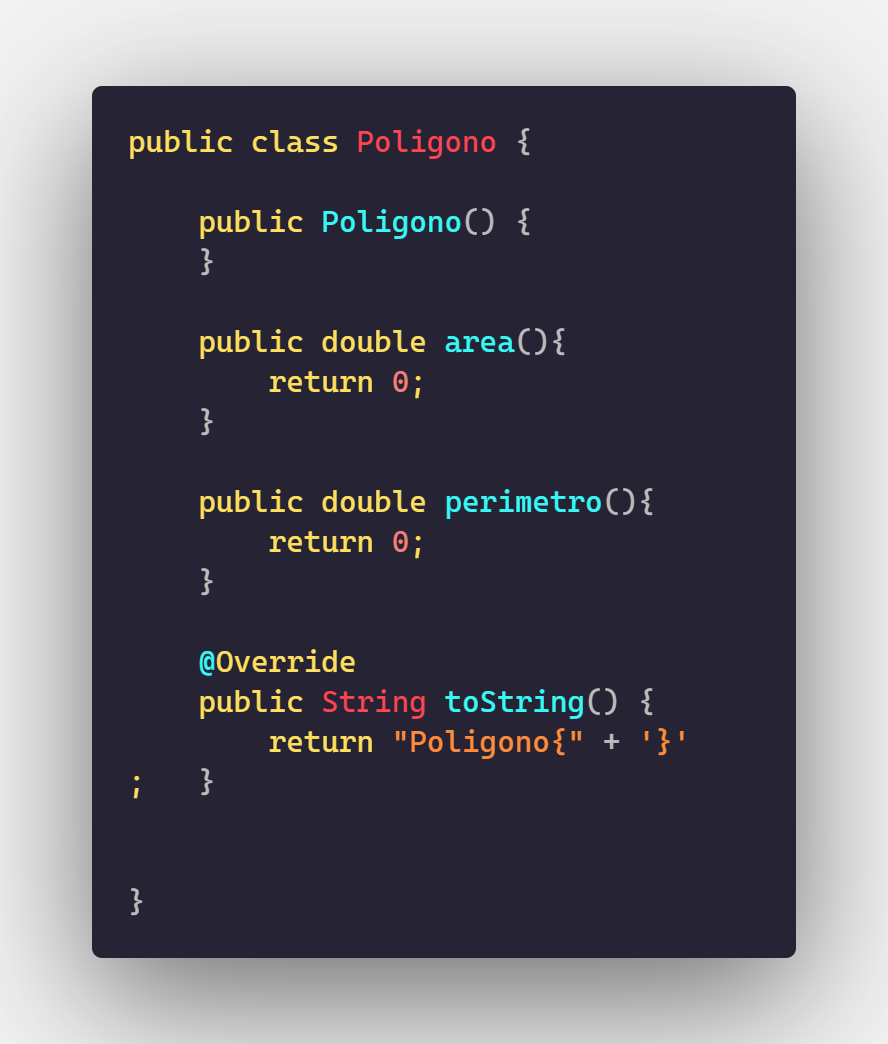 public class Poligono {

    public Poligono() {
    }

    public double area(){
        return 0;
    }

    public double perimetro(){
        return 0;
    }

    @Override
    public String toString() {
        return "Poligono{" + '}'
;   }


}